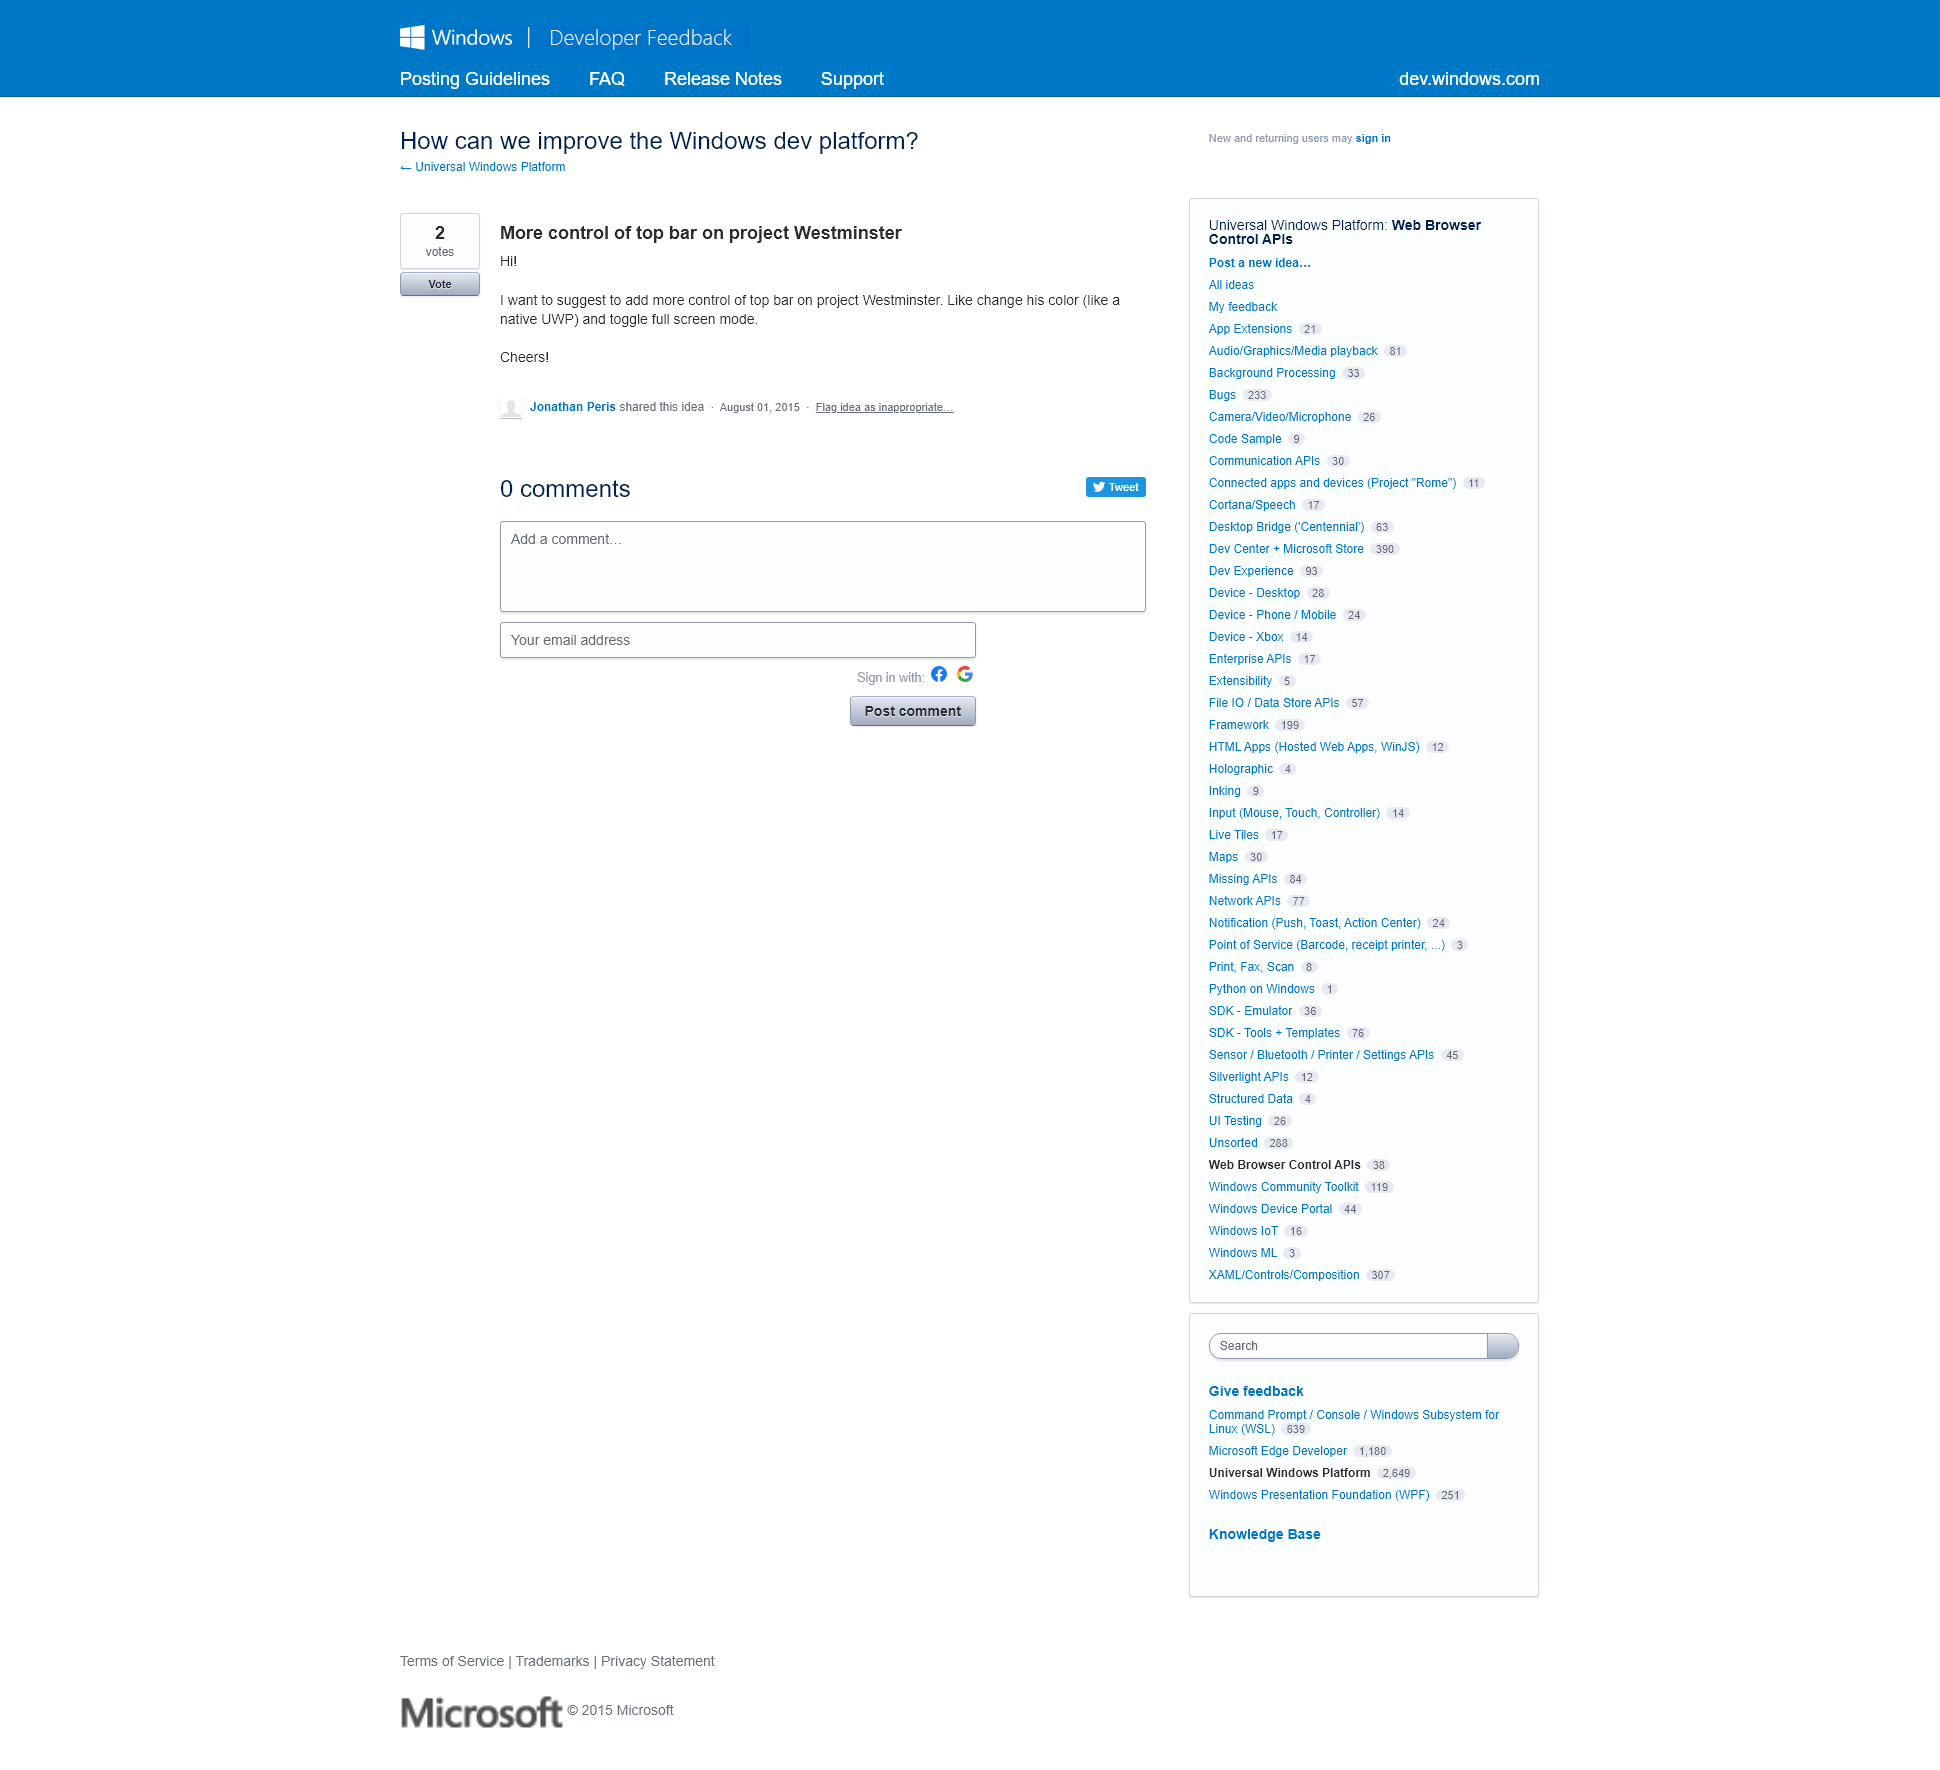 Windows | Developer Feedback
Posting Guidelines FAQ Release Notes Support dev.windows.com
How can we improve the Windows dev platform?
← Universal Windows Platform
New and returning users may sign in
2
votes
Vote
More control of top bar on project Westminster
Hi!
I want to suggest to add more control of top bar on project Westminster. Like change his color (like a
native UWP) and toggle full screen mode.
Cheers!
Jonathan Peris shared this idea · August 01, 2015 · Flag idea as inappropriate…
0 comments
Tweet
Add a comment…
Your email address
Sign in with:
Post comment
Universal Windows Platform: Web Browser
Control APIs
Post a new idea…
All ideas
My feedback
App Extensions 21
Audio/Graphics/Media playback 81
Background Processing 33
Bugs 233
Camera/Video/Microphone 26
Code Sample 9
Communication APIs 30
Connected apps and devices (Project "Rome") 11
Cortana/Speech 17
Desktop Bridge ('Centennial') 63
Dev Center + Microsoft Store 390
Dev Experience 93
Device - Desktop 28
Device - Phone / Mobile 24
Device - Xbox 14
Enterprise APIs 17
Extensibility 5
File IO / Data Store APIs 57
Framework 199
HTML Apps (Hosted Web Apps, WinJS) 12
Holographic 4
Inking 9
Input (Mouse, Touch, Controller) 14
Live Tiles 17
Maps 30
Missing APIs 84
Network APIs 77
Notification (Push, Toast, Action Center) 24
Point of Service (Barcode, receipt printer, ...) 3
Print, Fax, Scan 8
Python on Windows 1
SDK - Emulator 36
SDK - Tools + Templates 76
Sensor / Bluetooth / Printer / Settings APIs 45
Silverlight APIs 12
Structured Data 4
UI Testing 26
Unsorted 288
Web Browser Control APIs 38
Windows Community Toolkit 119
Windows Device Portal 44
Windows IoT 16
Windows ML 3
XAML/Controls/Composition 307
Search
Give feedback
Command Prompt / Console / Windows Subsystem for
Linux (WSL) 639
Microsoft Edge Developer 1,180
Universal Windows Platform 2,649
Windows Presentation Foundation (WPF) 251
Knowledge Base
Terms of Service | Trademarks | Privacy Statement
Microsoft © 2015 Microsoft